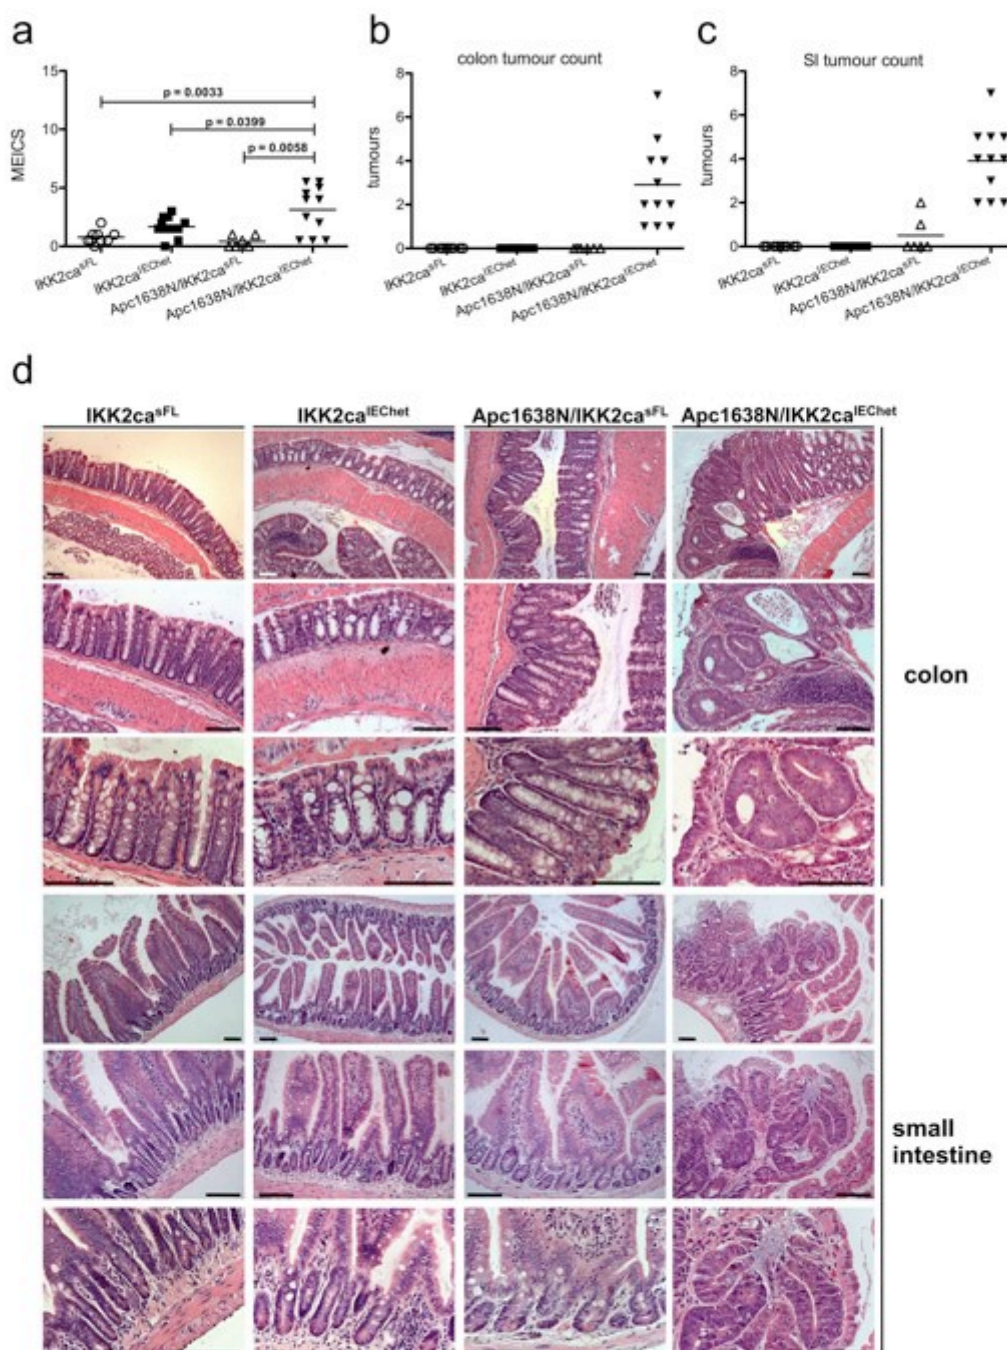 a
15
10
5
0
MEICS
p = 0.0033
p = 0.0399
p = 0.0058
IKK2ca^sFL
IKK2ca^IEChet
Apc1638N/IKK2ca^sFL
Apc1638N/IKK2ca^IEChet
b
colon tumour count
8
6
4
2
0
tumours
IKK2ca^sFL
IKK2ca^IEChet
Apc1638N/IKK2ca^sFL
Apc1638N/IKK2ca^IEChet
c
SI tumour count
8
6
4
2
0
tumours
IKK2ca^sFL
IKK2ca^IEChet
Apc1638N/IKK2ca^sFL
Apc1638N/IKK2ca^IEChet
d
IKK2ca^sFL
IKK2ca^IEChet
Apc1638N/IKK2ca^sFL
Apc1638N/IKK2ca^IEChet
colon
small
intestine